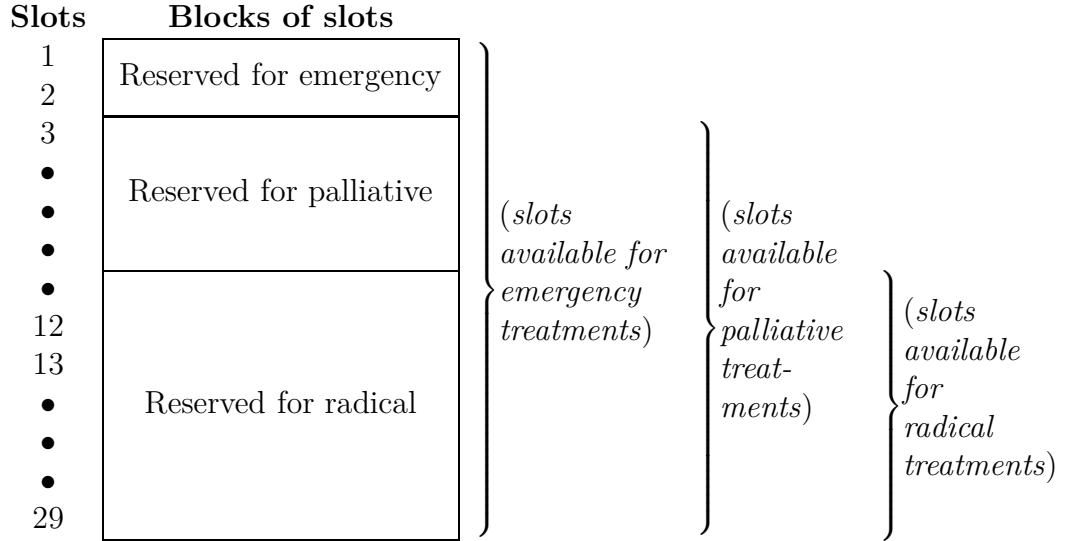 Slots Blocks of slots
1
Reserved for emergency
2
3
•
Reserved for palliative
•
•
•
12
13
•
Reserved for radical
•
•
29
(slots
available for
emergency
treatments)
(slots
available
for
palliative
treat-
ments)
(slots
available
for
radical
treatments)